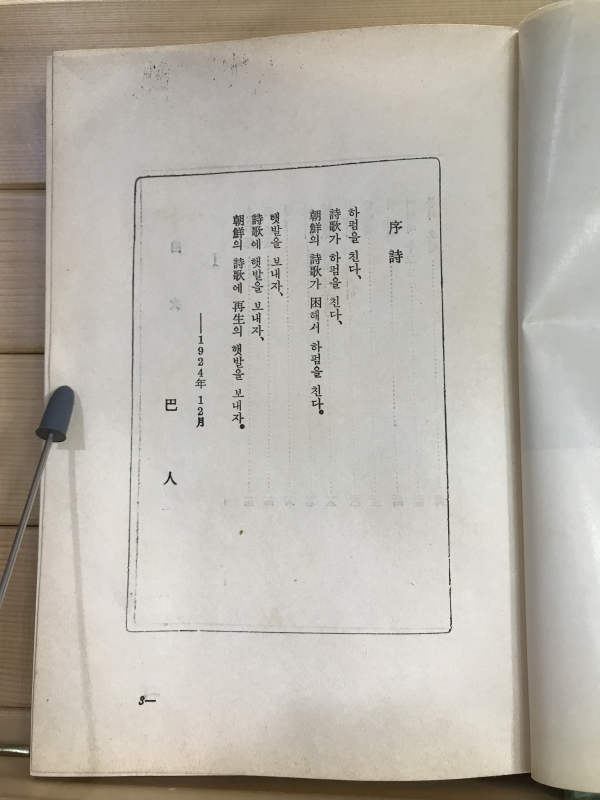 序詩
하펌을 친다、
詩歌가 하펌을 친다、
朝鮮의 詩歌가 困해서 하펌을 친다。
햇발을 보내자、
詩歌에 햇발을 보내자、
朝鮮의 詩歌에 再生의 햇발을 보내자。
——1924年 12月
巴人
3—